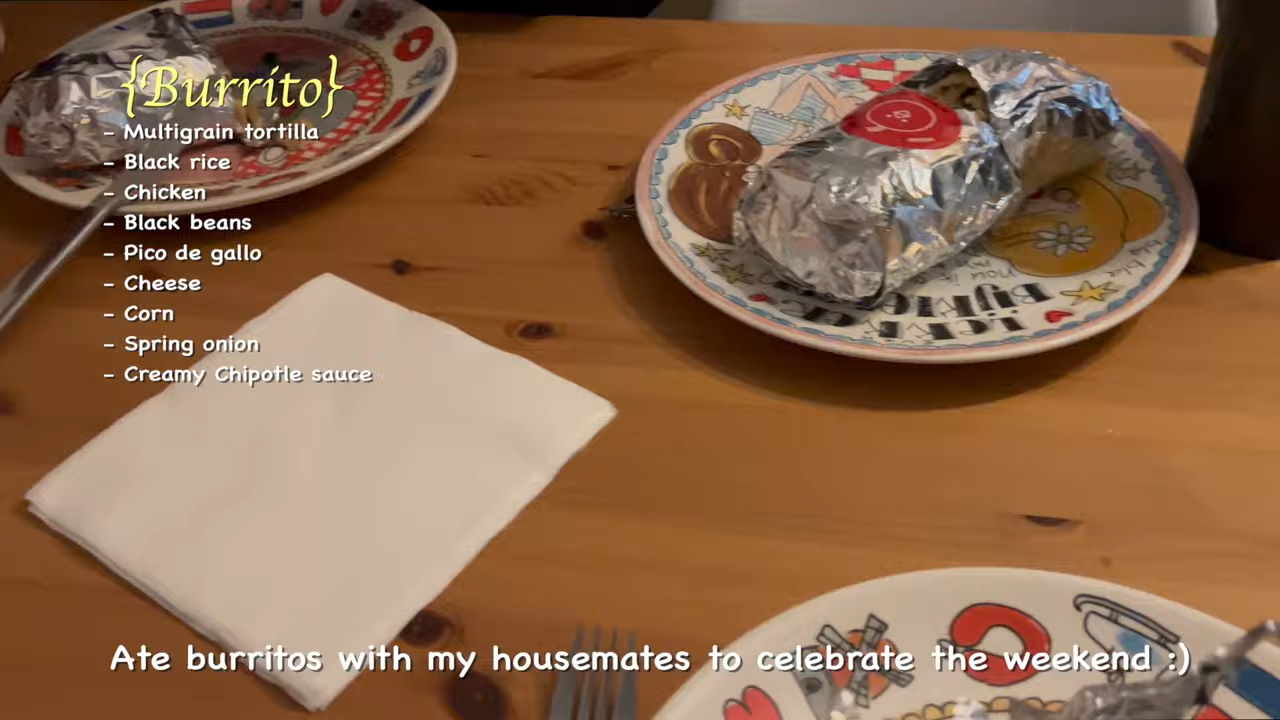 {Burrito}
- Multigrain tortilla
- Black rice
- Chicken
- Black beans
- Pico de gallo
- Cheese
- Corn
- Spring onion
- Creamy Chipotle sauce
Ate burritos with my housemates to celebrate the weekend :)